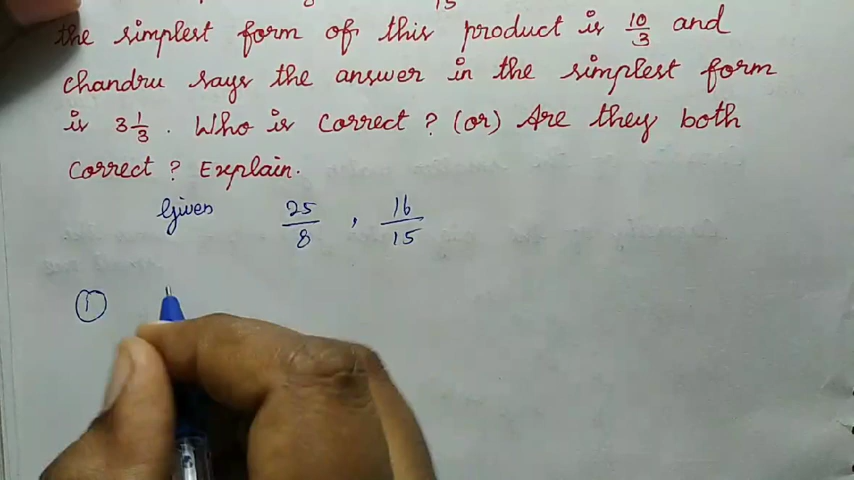 15
the simplest form of this product is 10/3 and
chandru says the answer in the simplest form
is 3 1/3 . Who is correct ? (or) Are they both
correct ? Explain.
Given 25/8 , 16/15
1